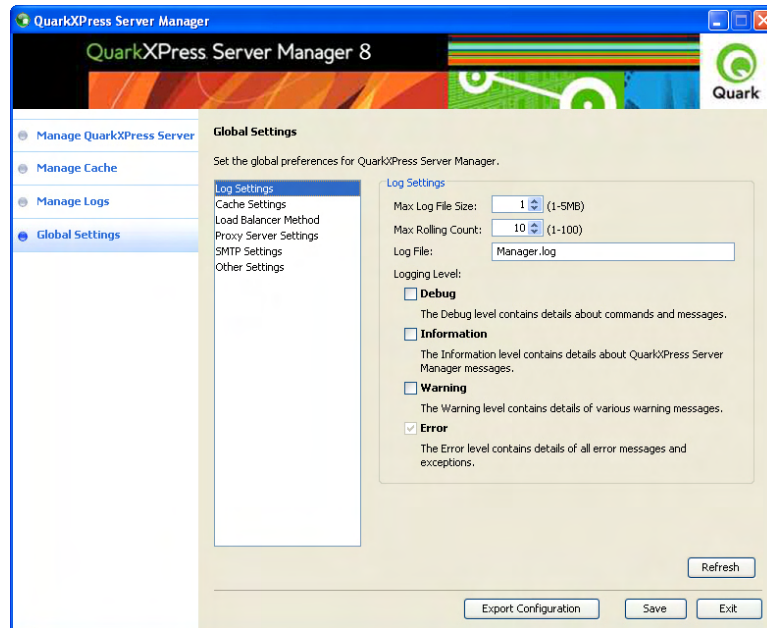 QuarkXPress Server Manager
QuarkXPress Server Manager 8
Quark
Manage QuarkXPress Server
Manage Cache
Manage Logs
Global Settings
Global Settings
Set the global preferences for QuarkXPress Server Manager.
Log Settings
Cache Settings
Load Balancer Method
Proxy Server Settings
SMTP Settings
Other Settings
Log Settings
Max Log File Size: 1 (1-5MB)
Max Rolling Count: 10 (1-100)
Log File: Manager.log
Logging Level:
Debug
The Debug level contains details about commands and messages.
Information
The Information level contains details about QuarkXPress Server
Manager messages.
Warning
The Warning level contains details of various warning messages.
Error
The Error level contains details of all error messages and
exceptions.
Refresh
Export Configuration Save Exit